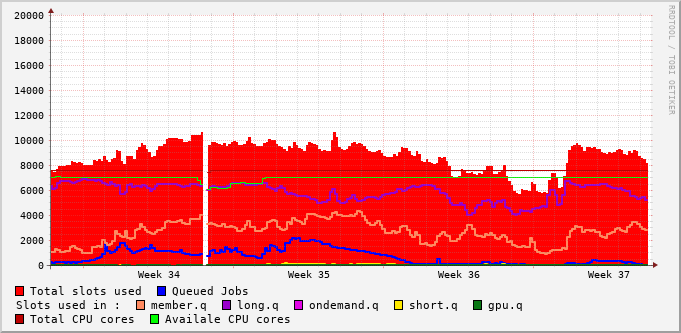 20000
18000
16000
14000
12000
10000
8000
6000
4000
2000
0
Week 34 Week 35 Week 36 Week 37
Total slots used Queued Jobs
Slots used in : member.q long.q ondemand.q short.q gpu.q
Total CPU cores Availale CPU cores
RRDTOOL / TOBI OETIKER